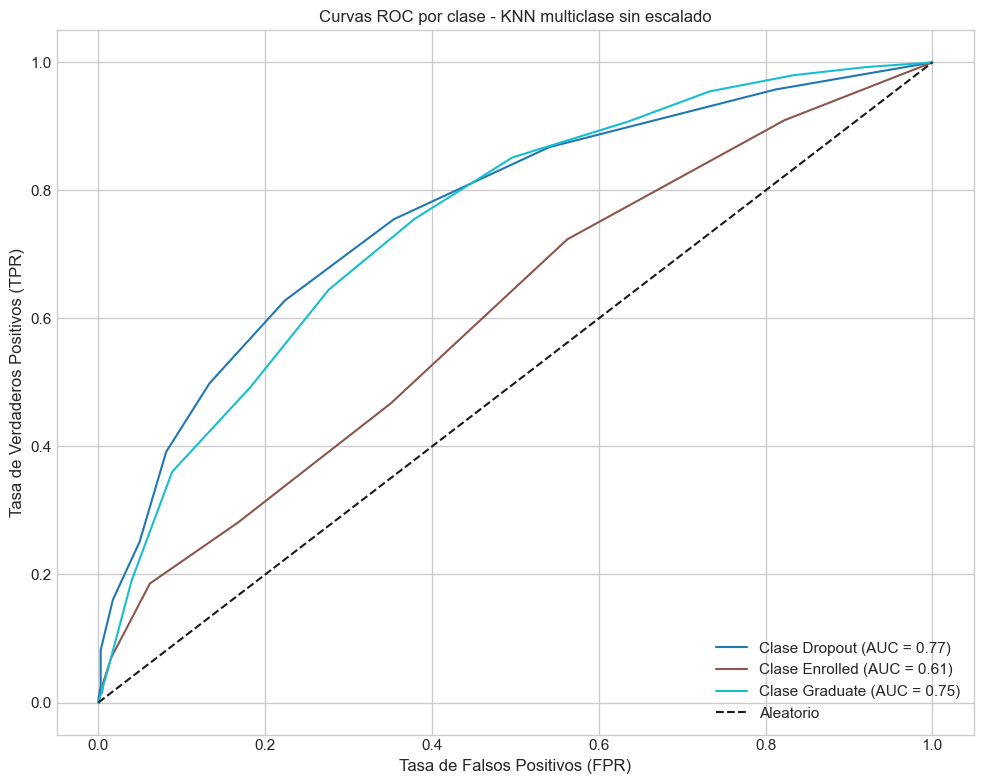 Curvas ROC por clase - KNN multiclase sin escalado
Tasa de Verdaderos Positivos (TPR)
1.0
0.8
0.6
0.4
0.2
0.0
0.0 0.2 0.4 0.6 0.8 1.0
Tasa de Falsos Positivos (FPR)
Clase Dropout (AUC = 0.77)
Clase Enrolled (AUC = 0.61)
Clase Graduate (AUC = 0.75)
Aleatorio